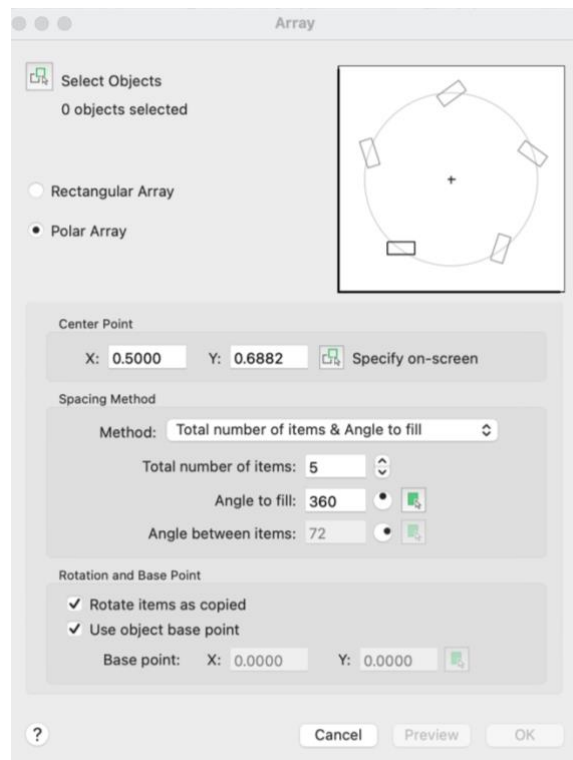 Array
Select Objects
0 objects selected
Rectangular Array
Polar Array
Center Point
X: 0.5000 Y: 0.6882 Specify on-screen
Spacing Method
Method: Total number of items & Angle to fill
Total number of items: 5
Angle to fill: 360
Angle between items: 72
Rotation and Base Point
Rotate items as copied
Use object base point
Base point: X: 0.0000 Y: 0.0000
? Cancel Preview OK